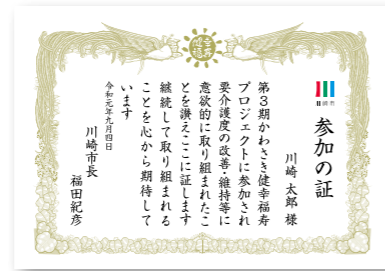 川崎市
参加の証
川崎 太郎 様
第3期かわさき健幸福寿
プロジェクトに参加され
要介護度の改善・維持等に
意欲的に取り組まれたこ
とを讃えここに証します
継続して取り組まれる
ことを心から期待して
います
令和元年九月四日
川崎市長
福田紀彦